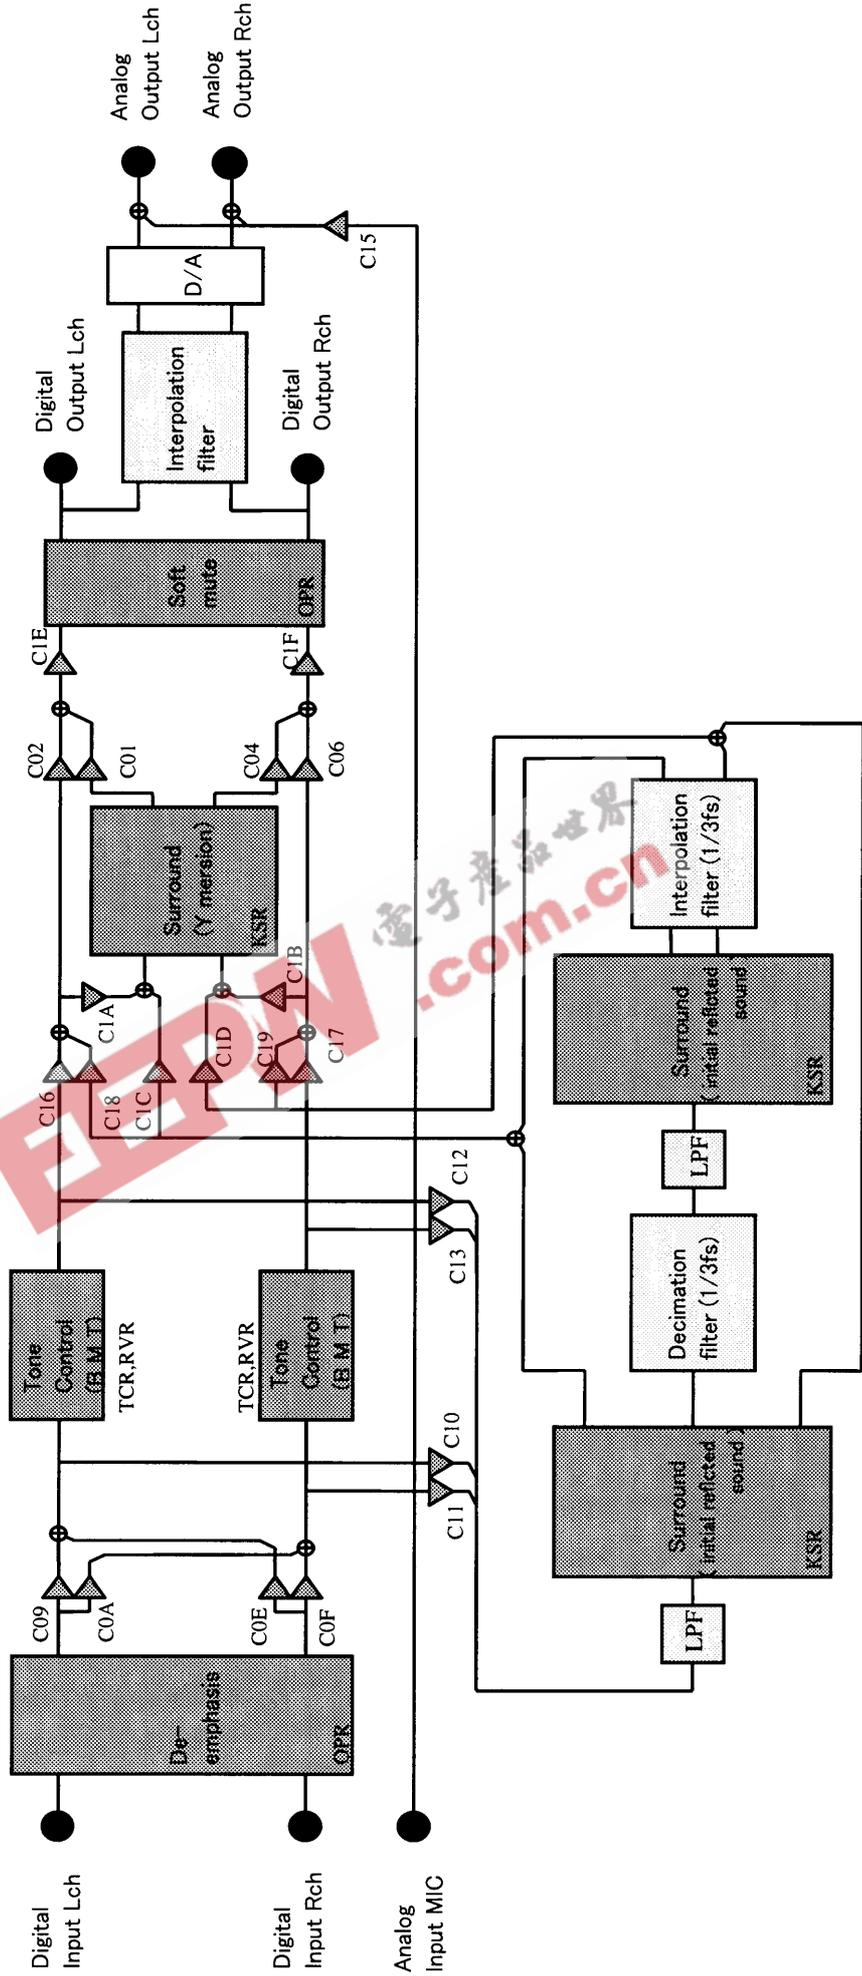 Digital
Input Lch
Digital
Input Rch
Analog
Input MIC
De-
emphasis
OPR
C09
C0A
C0E
C0F
Tone
Control
(B M T)
TCR,RVR
TCR,RVR
Tone
Control
(B M T)
C11
C10
C13
C12
C16
C18
C1C
C1D
C19
C17
C1A
C1B
Surround
(Y mersion)
KSR
C02
C01
C04
C06
C1E
C1F
Soft
mute
OPR
Digital
Output Lch
Digital
Output Rch
Interpolation
filter
D/A
C15
Analog
Output Lch
Analog
Output Rch
LPF
Surround
( initial reflcted
sound )
KSR
Decimation
filter (1/3fs)
LPF
Surround
( initial reflcted
sound )
KSR
Interpolation
filter (1/3fs)
EEPN
.com.cn
電子產品世界